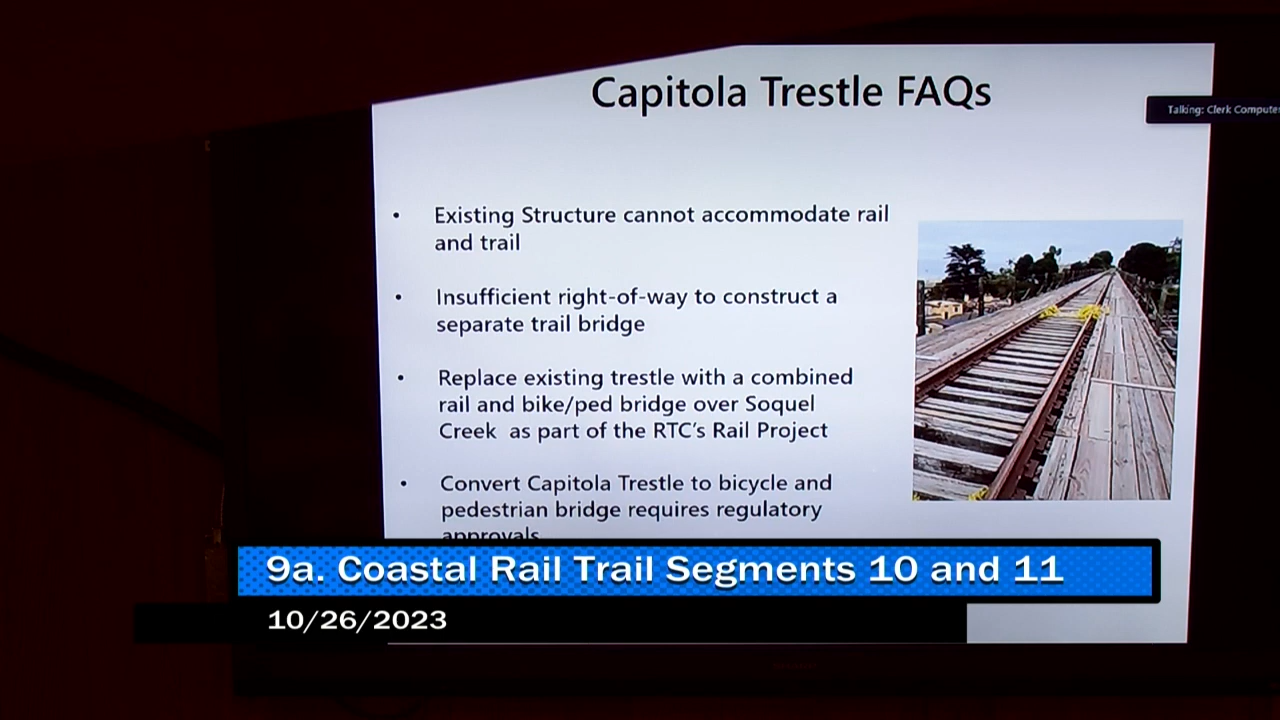 Capitola Trestle FAQs
Talking: Clerk Computer
• Existing Structure cannot accommodate rail
and trail
• Insufficient right-of-way to construct a
separate trail bridge
• Replace existing trestle with a combined
rail and bike/ped bridge over Soquel
Creek as part of the RTC's Rail Project
• Convert Capitola Trestle to bicycle and
pedestrian bridge requires regulatory
approvals
9a. Coastal Rail Trail Segments 10 and 11
10/26/2023